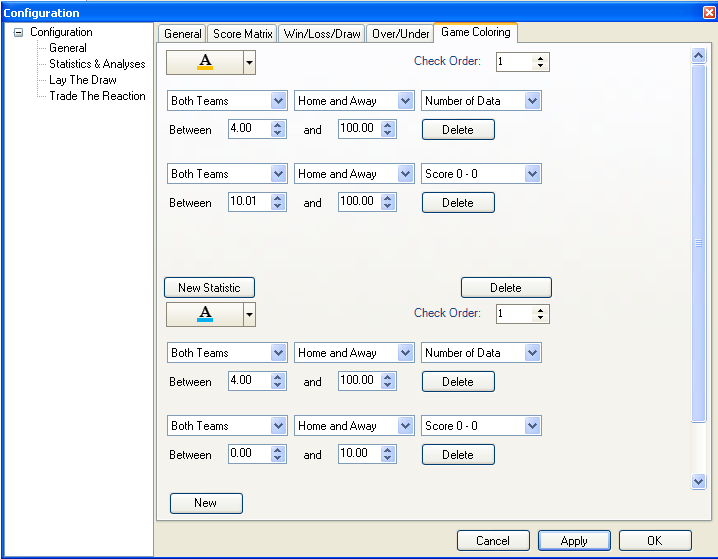 Configuration
Configuration
General
Statistics & Analyses
Lay The Draw
Trade The Reaction
General Score Matrix Win/Loss/Draw Over/Under Game Coloring
A Check Order: 1
Both Teams Home and Away Number of Data
Between 4.00 and 100.00 Delete
Both Teams Home and Away Score 0 - 0
Between 10.01 and 100.00 Delete
New Statistic Delete
A Check Order: 1
Both Teams Home and Away Number of Data
Between 4.00 and 100.00 Delete
Both Teams Home and Away Score 0 - 0
Between 0.00 and 10.00 Delete
New
Cancel Apply OK